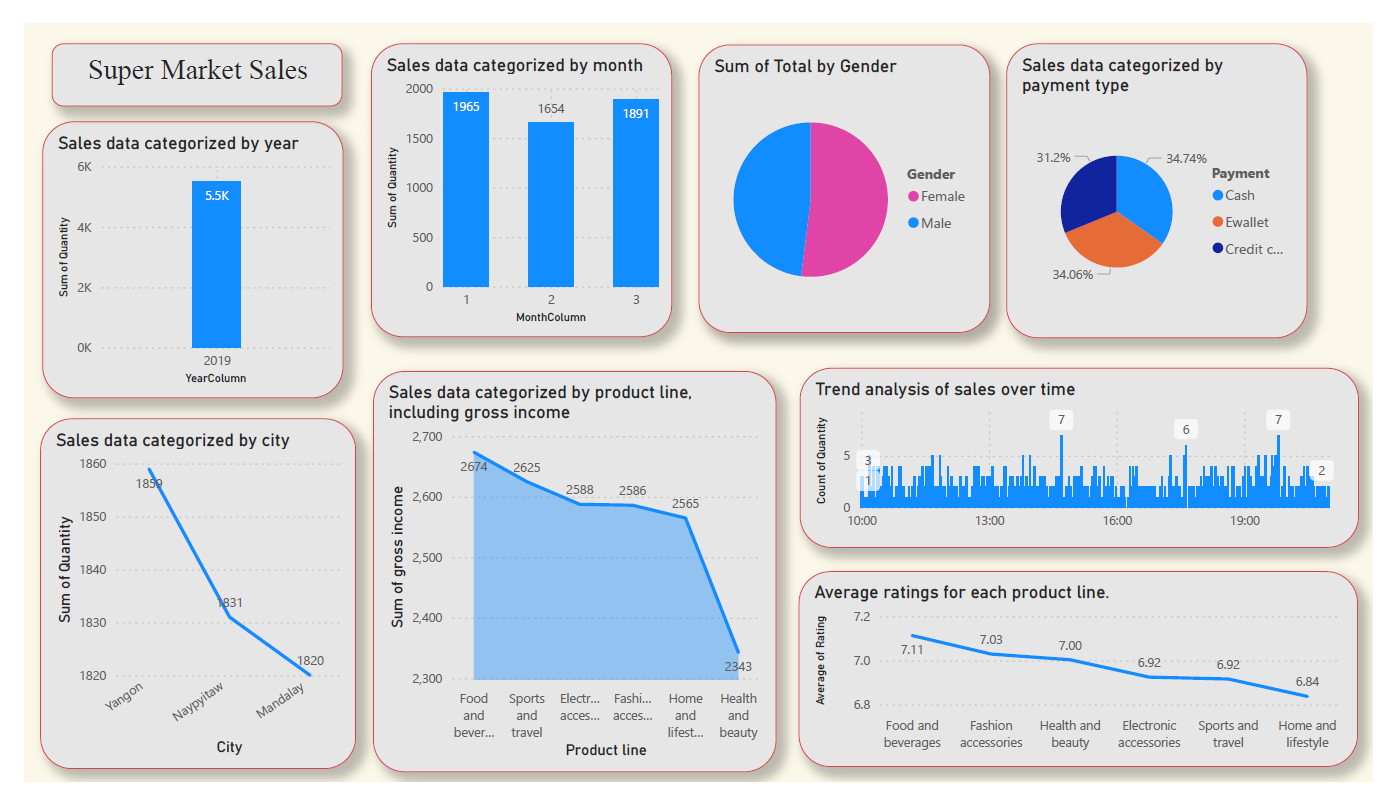 Super Market Sales
Sales data categorized by year
6K
4K
2K
0K
Sum of Quantity
5.5K
2019
YearColumn
Sales data categorized by month
2000
1500
1000
500
0
Sum of Quantity
1965
1654
1891
1
2
3
MonthColumn
Sum of Total by Gender
Gender
Female
Male
Sales data categorized by
payment type
31.2%
34.74%
34.06%
Payment
Cash
Ewallet
Credit c...
Sales data categorized by city
1860
1850
1840
1830
1820
Sum of Quantity
1859
1831
1820
Yangon
Naypyitaw
Mandalay
City
Sales data categorized by product line,
including gross income
2,700
2,600
2,500
2,400
2,300
Sum of gross income
2674
2625
2588
2586
2565
2343
Food
and
bever...
Sports
and
travel
Electr...
acces...
Fashi...
acces...
Home
and
lifest...
Health
and
beauty
Product line
Trend analysis of sales over time
Count of Quantity
5
0
3
1
7
6
7
2
10:00
13:00
16:00
19:00
Average ratings for each product line.
Average of Rating
7.2
7.0
6.8
7.11
7.03
7.00
6.92
6.92
6.84
Food and
beverages
Fashion
accessories
Health and
beauty
Electronic
accessories
Sports and
travel
Home and
lifestyle